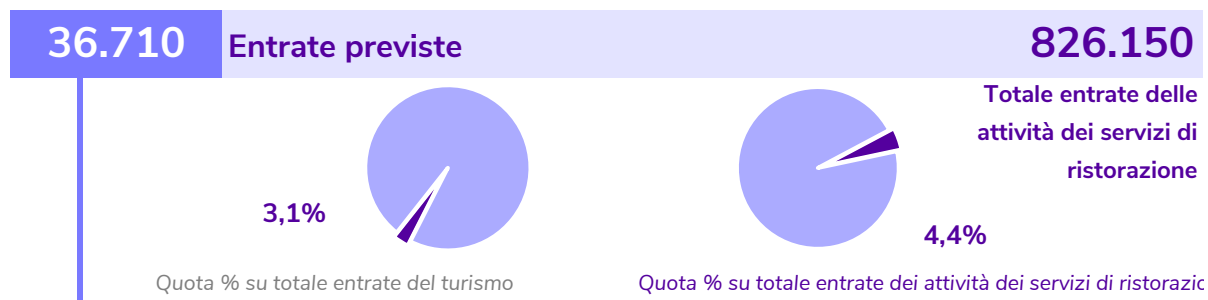 36.710 Entrate previste 826.150
Totale entrate delle
attività dei servizi di
ristorazione
3,1%
4,4%
Quota % su totale entrate del turismo
Quota % su totale entrate dei attività dei servizi di